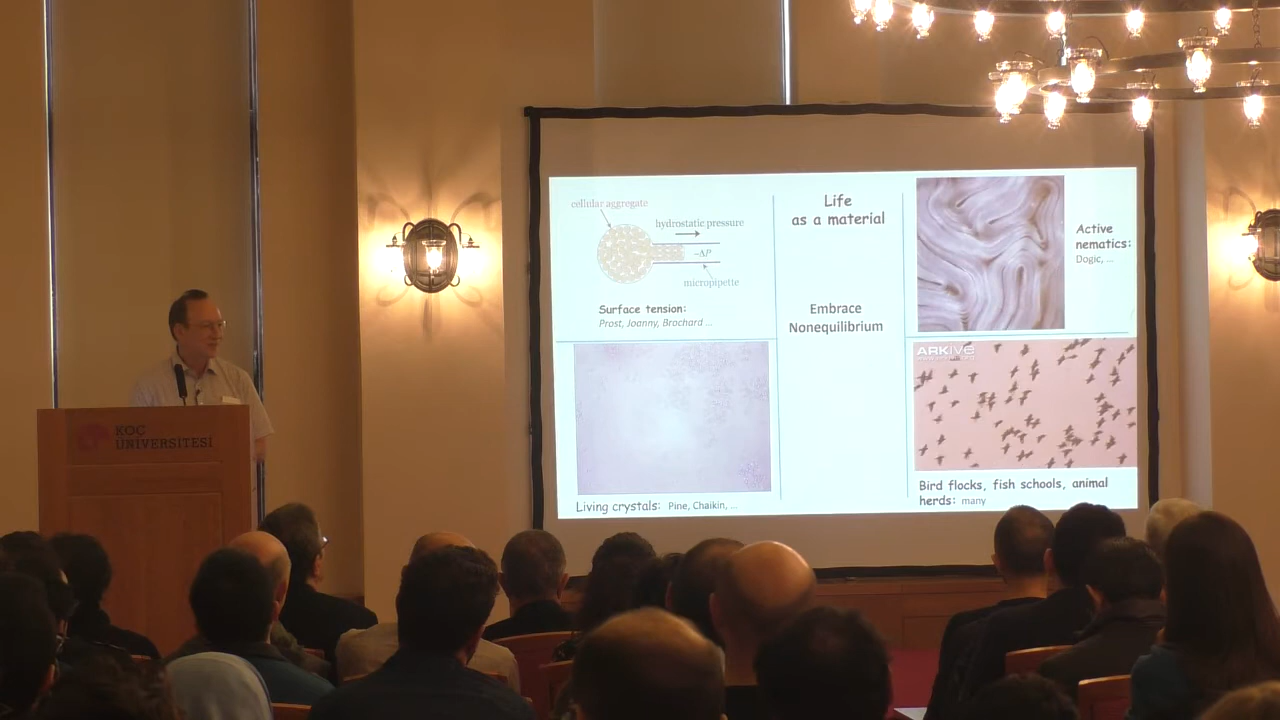 KOÇ
ÜNİVERSİTESİ
cellular aggregate
hydrostatic pressure
−ΔP
micropipette
Surface tension:
Prost, Joanny, Brochard ...
Living crystals: Pine, Chaikin, ...
Life
as a material
Embrace
Nonequilibrium
Active
nematics:
Dogic, ...
ARKIVE
Bird flocks, fish schools, animal
herds: many